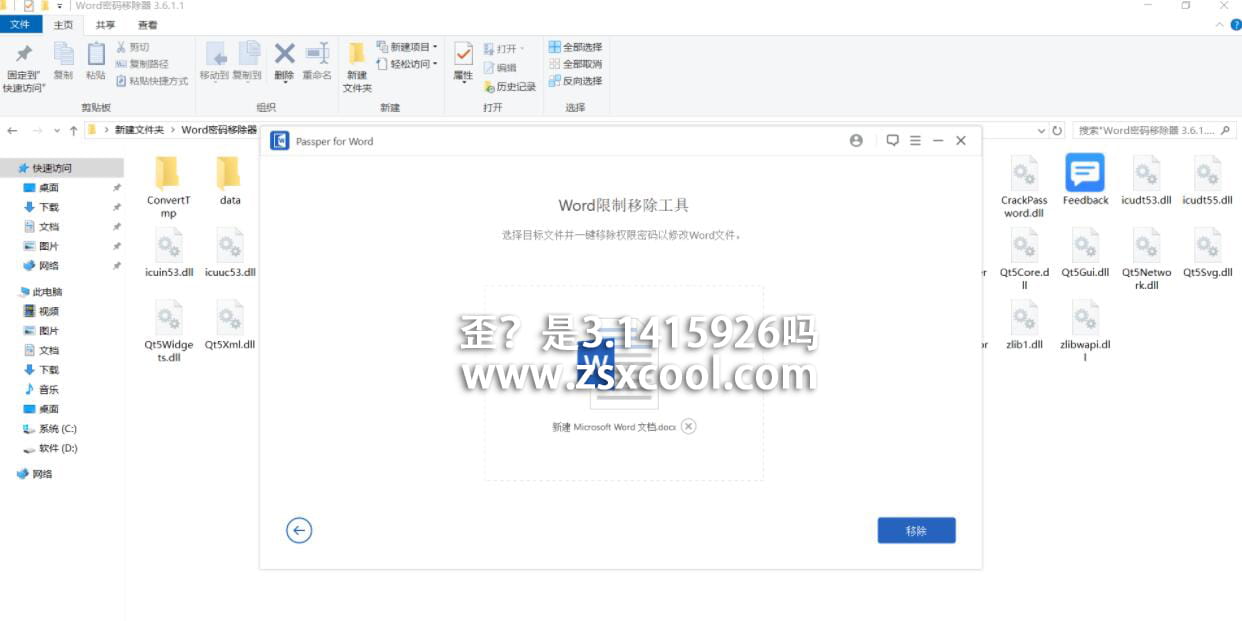 Word密码移除器 3.6.1.1
文件 主页 共享 查看
固定到"快速访问"
复制
粘贴
剪切
复制路径
粘贴快捷方式
剪贴板
移动到
复制到
删除
重命名
组织
新建文件夹
新建项目
轻松访问
新建
属性
打开
编辑
历史记录
打开
全部选择
全部取消
反向选择
选择
新建文件夹 > Word密码移除器
搜索"Word密码移除器 3.6.1....
快速访问
桌面
下载
文档
图片
网络
此电脑
视频
图片
文档
下载
音乐
桌面
系统 (C:)
软件 (D:)
网络
ConvertT
mp
data
icuin53.dll
icuuc53.dll
Qt5Widge
ts.dll
Qt5Xml.dll
Passper for Word
Word限制移除工具
选择目标文件并一键移除权限密码以修改Word文件。
W
歪？是3.1415926吗
www.zsxcool.com
新建 Microsoft Word 文档.docx
移除
CrackPass
word.dll
Feedback
icudt53.dll
icudt55.dll
Qt5Core.d
ll
Qt5Gui.dll
Qt5Netwo
rk.dll
Qt5Svg.dll
zlib1.dll
zlibwapi.dl
l